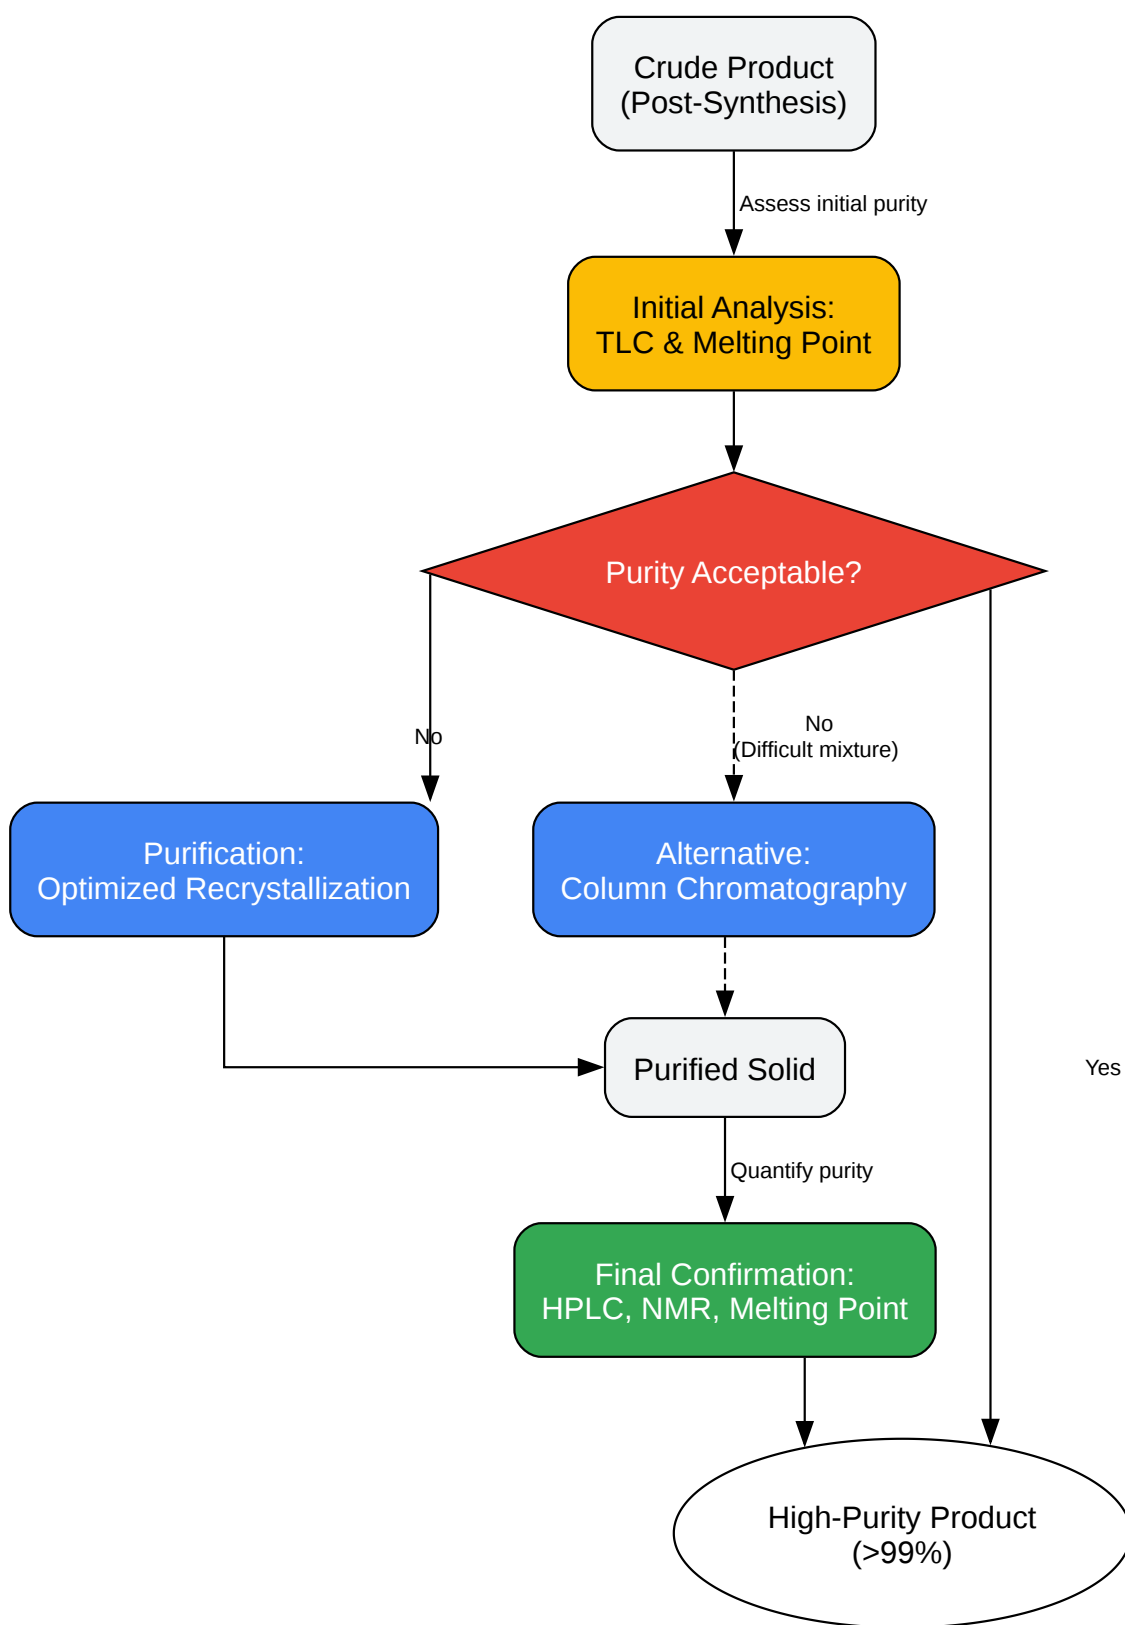 Crude Product
(Post-Synthesis)
Assess initial purity
Initial Analysis:
TLC & Melting Point
Purity Acceptable?
No
No
(Difficult mixture)
Purification:
Optimized Recrystallization
Alternative:
Column Chromatography
Purified Solid
Yes
Quantify purity
Final Confirmation:
HPLC, NMR, Melting Point
High-Purity Product
(>99%)